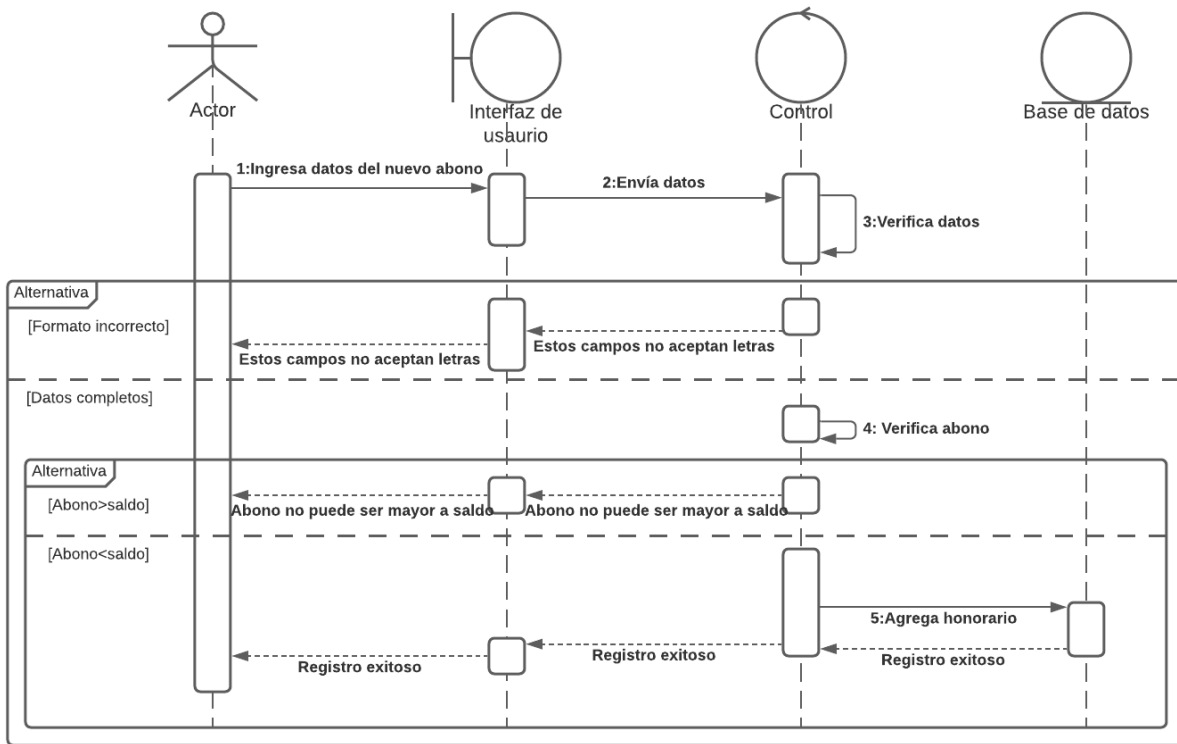 Actor
Interfaz de
usaurio
Control
Base de datos
1:Ingresa datos del nuevo abono
2:Envía datos
3:Verifica datos
Alternativa
[Formato incorrecto]
Estos campos no aceptan letras
Estos campos no aceptan letras
[Datos completos]
4: Verifica abono
Alternativa
[Abono>saldo]
Abono no puede ser mayor a saldo
Abono no puede ser mayor a saldo
[Abono<saldo]
5:Agrega honorario
Registro exitoso
Registro exitoso
Registro exitoso